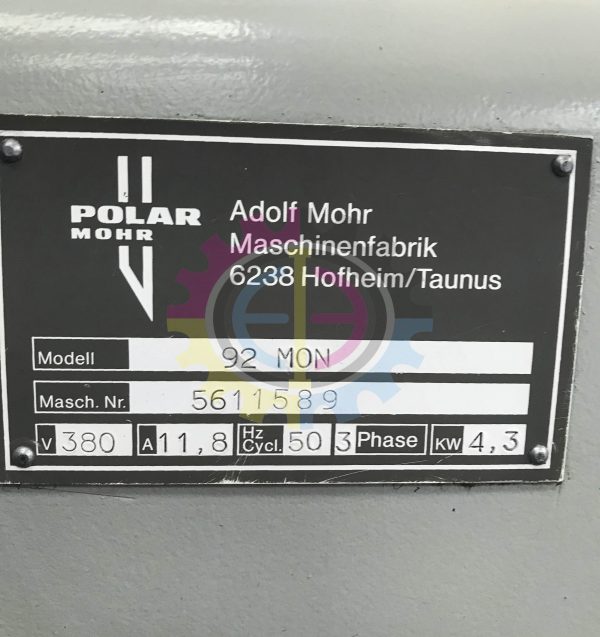 POLAR
MOHR
Adolf Mohr
Maschinenfabrik
6238 Hofheim/Taunus
Modell 92 MON
Masch. Nr. 5611589
V 380 A 11,8 Hz Cycl. 50 3 Phase KW 4,3